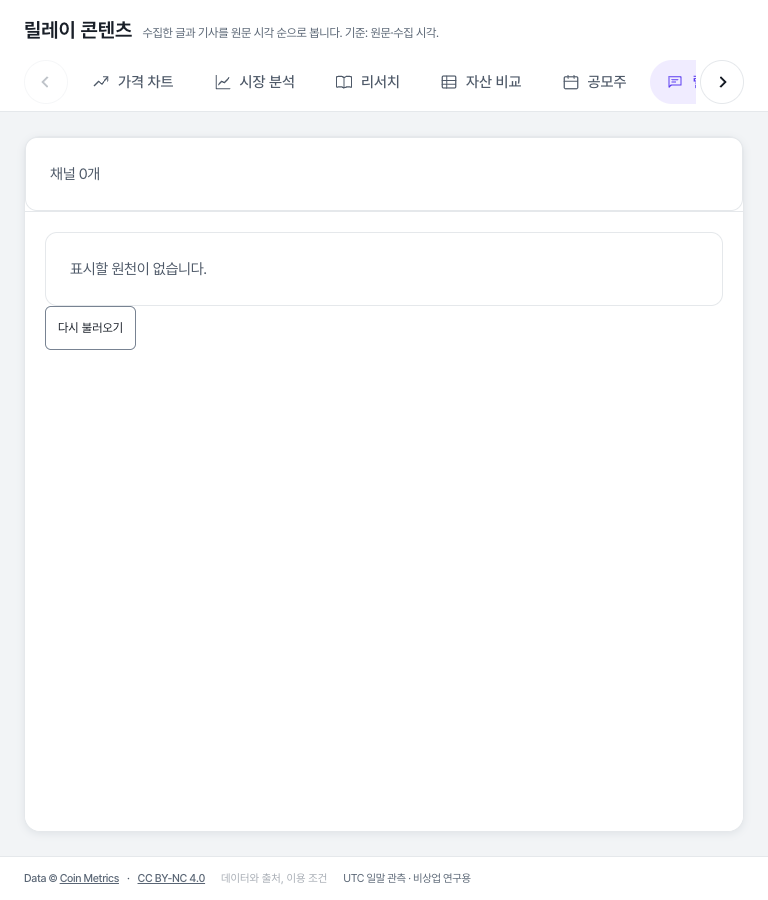 릴레이 콘텐츠 수집한 글과 기사를 원문 시각 순으로 봅니다. 기준: 원문·수집 시각.
가격 차트 시장 분석 리서치 자산 비교 공모주
채널 0개
표시할 원천이 없습니다.
다시 불러오기
Data © Coin Metrics · CC BY-NC 4.0 데이터와 출처, 이용 조건 UTC 일말 관측 · 비상업 연구용